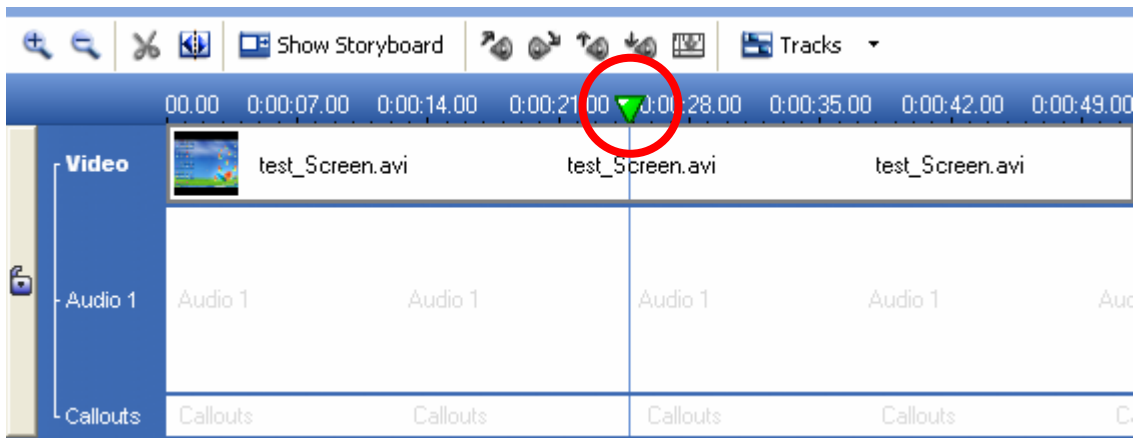 Show Storyboard Tracks
00.00 0:00:07.00 0:00:14.00 0:00:21.00 0:00:28.00 0:00:35.00 0:00:42.00 0:00:49.00
Video test_Screen.avi test_Screen.avi test_Screen.avi
Audio 1 Audio 1 Audio 1 Audio 1 Audio 1 Aud
Callouts Callouts Callouts Callouts Callouts C